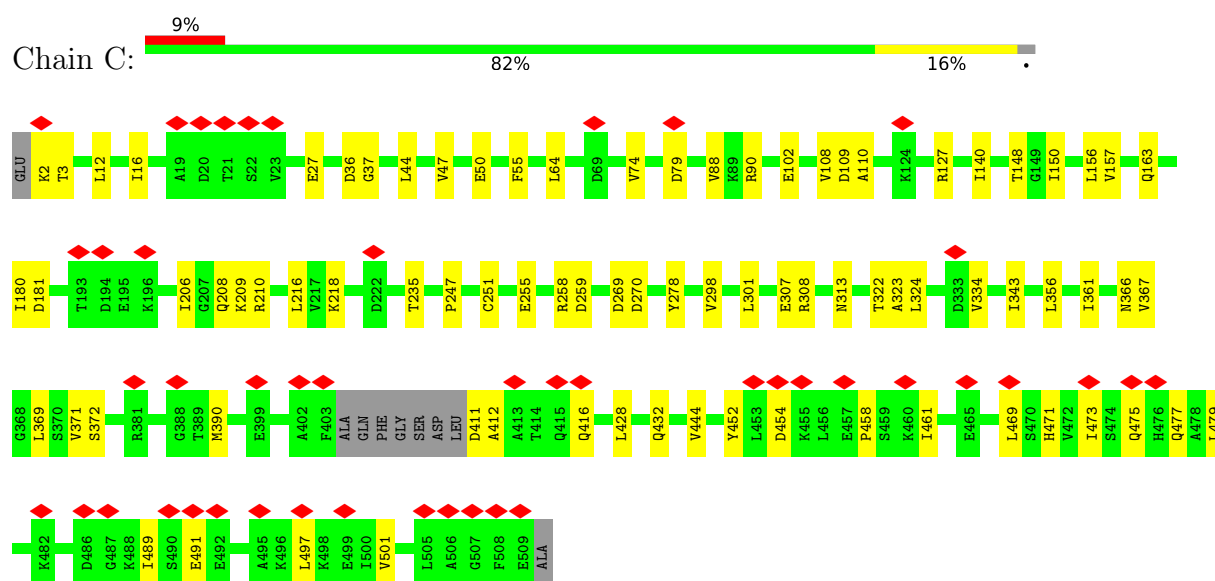 9%
Chain C:
82% 16% •
GLU K2 T3 L12 I16 A19 D20 T21 S22 V23 E27 D36 G37 L44 V47 E50 F55 L64 D69 V74 D79 V88 K89 R90 E102 V108 D109 A110 K124 R127 I140 T148 G149 I150 L156 V157 Q163
I180 D181 T193 D194 E195 K196 I206 G207 Q208 K209 R210 L216 V217 K218 D222 T235 P247 C251 E255 R258 D259 D269 D270 Y278 V298 L301 E307 R308 N313 T322 A323 L324 D333 V334 I343 L356 I361 N366 V367
G368 L369 S370 V371 S372 R381 G388 T389 M390 E399 A402 F403 ALA GLN PHE GLY SER ASP LEU D411 A412 A413 T414 Q415 Q416 L428 Q432 V444 Y452 L453 D454 K455 L456 E457 P458 S459 K460 I461 E465 L469 S470 H471 V472 I473 S474 Q475 H476 Q477 A478 L479
K482 D486 G487 K488 I489 S490 E491 E492 A495 K496 L497 K498 E499 I500 V501 L505 A506 G507 F508 E509 ALA